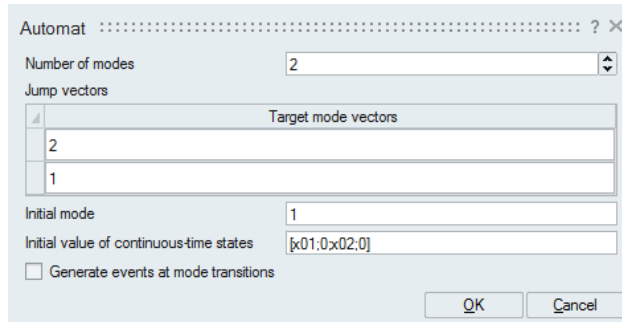 Automat ? ×
Number of modes 2
Jump vectors
Target mode vectors
2
1
Initial mode 1
Initial value of continuous-time states [x01;0;x02;0]
Generate events at mode transitions
OK Cancel